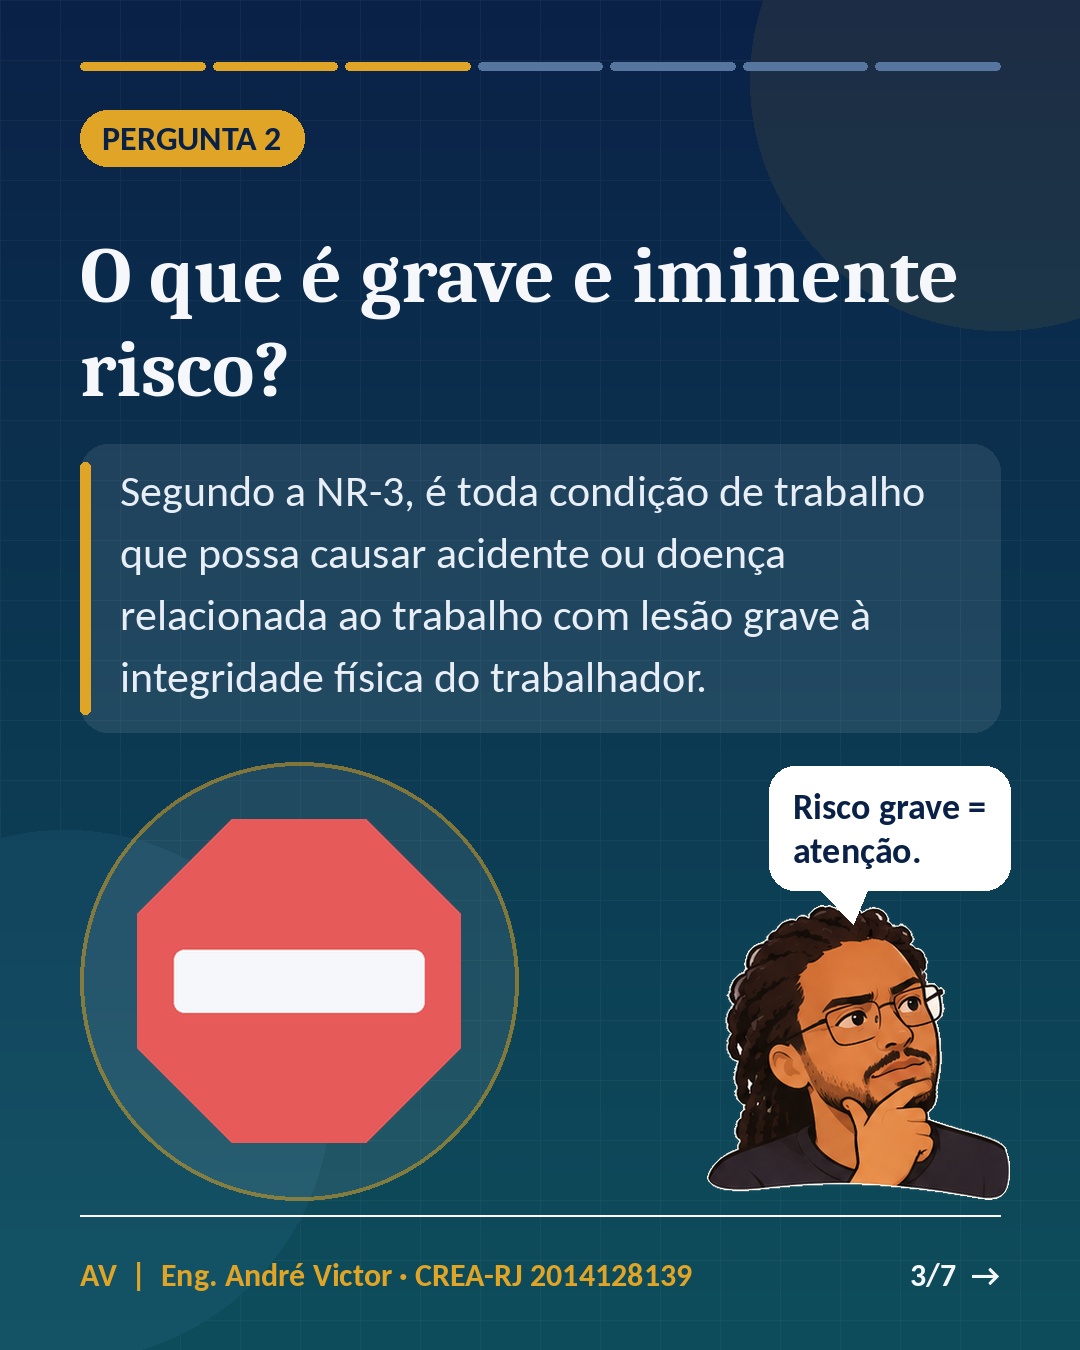 PERGUNTA 2
O que é grave e iminente
risco?
Segundo a NR-3, é toda condição de trabalho
que possa causar acidente ou doença
relacionada ao trabalho com lesão grave à
integridade física do trabalhador.
Risco grave =
atenção.
AV | Eng. André Victor · CREA-RJ 2014128139
3/7 →